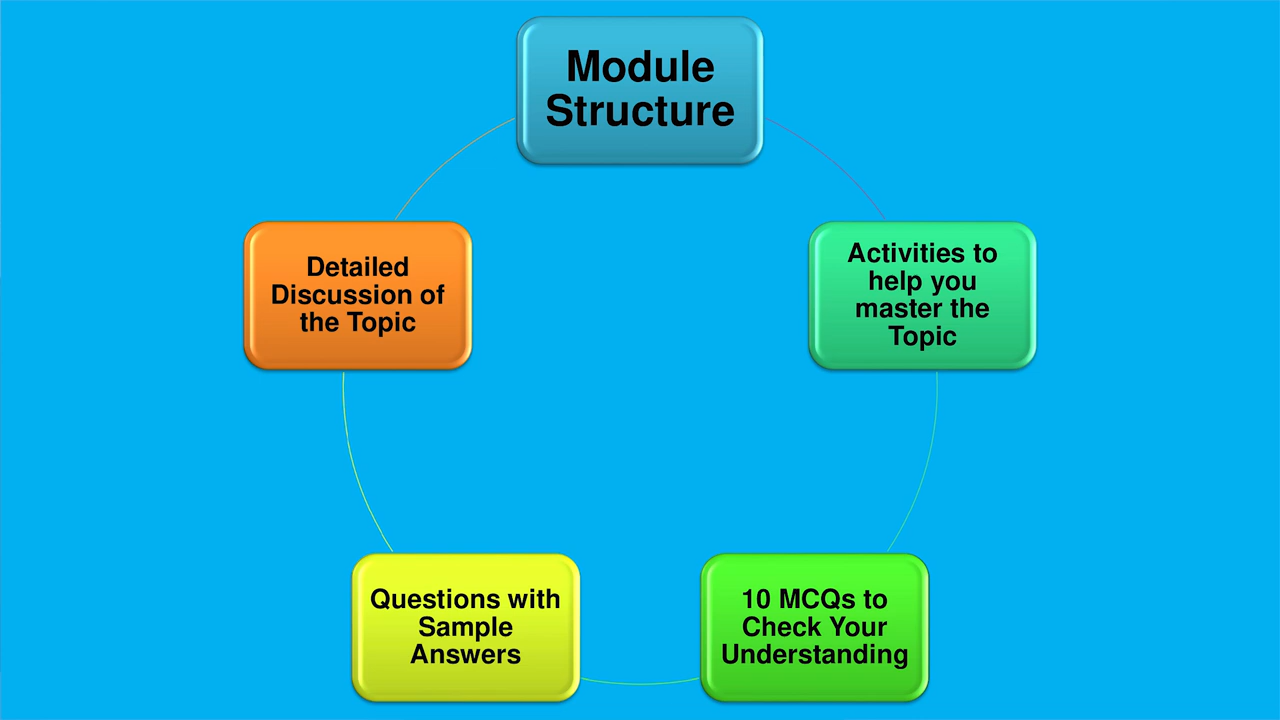 Module
Structure
Detailed
Discussion of
the Topic
Activities to
help you
master the
Topic
Questions with
Sample
Answers
10 MCQs to
Check Your
Understanding